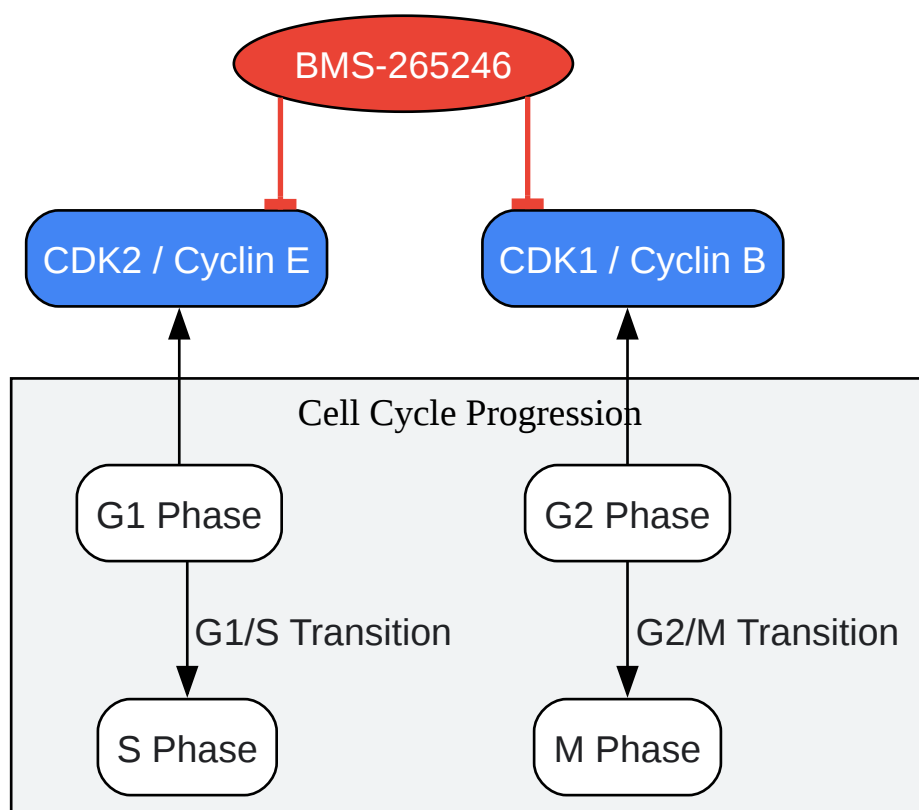 BMS-265246
CDK2 / Cyclin E
CDK1 / Cyclin B
Cell Cycle Progression
G1 Phase
G2 Phase
G1/S Transition
G2/M Transition
S Phase
M Phase